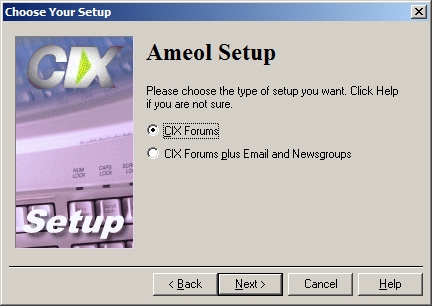 Choose Your Setup
CIX
Ameol Setup
Please choose the type of setup you want. Click Help
if you are not sure.
CIX Forums
CIX Forums plus Email and Newsgroups
NUM
LOCK
CAPS
LOCK
SCRO
LOCK
Setup
< Back
Next >
Cancel
Help